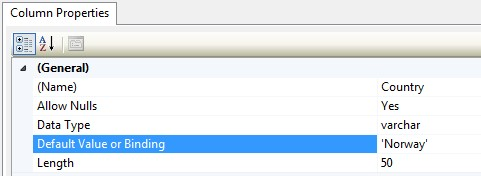 Column Properties
(General)
(Name) Country
Allow Nulls Yes
Data Type varchar
Default Value or Binding 'Norway'
Length 50